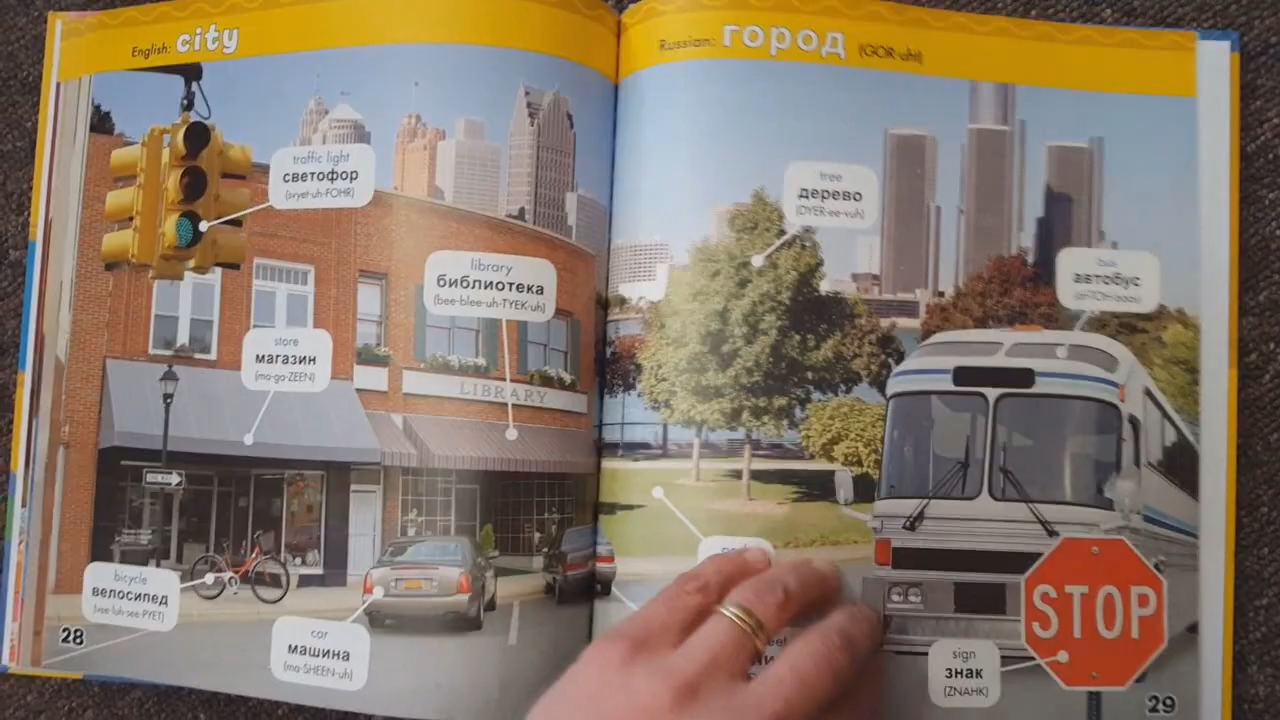 English: city
Russian: город (GOR-uht)
traffic light
светофор
(svyet-uh-FOHR)
tree
дерево
(DYER-ee-vuh)
bus
автобус
library
библиотека
(bee-blee-uh-TYEK-uh)
store
магазин
(ma-ga-ZEEN)
LIBRARY
ONE WAY
bicycle
велосипед
(vee-luh-see-PYET)
car
машина
(ma-SHEEN-uh)
STOP
sign
знак
(ZNAHK)
28
29